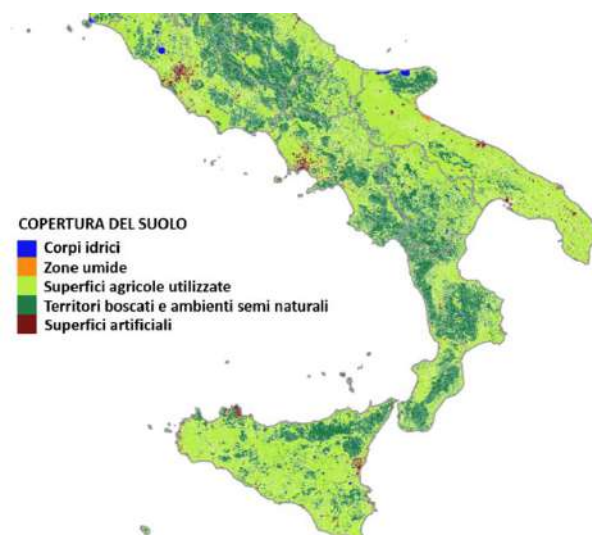 COPERTURA DEL SUOLO
Corpi idrici
Zone umide
Superfici agricole utilizzate
Territori boscati e ambienti semi naturali
Superfici artificiali